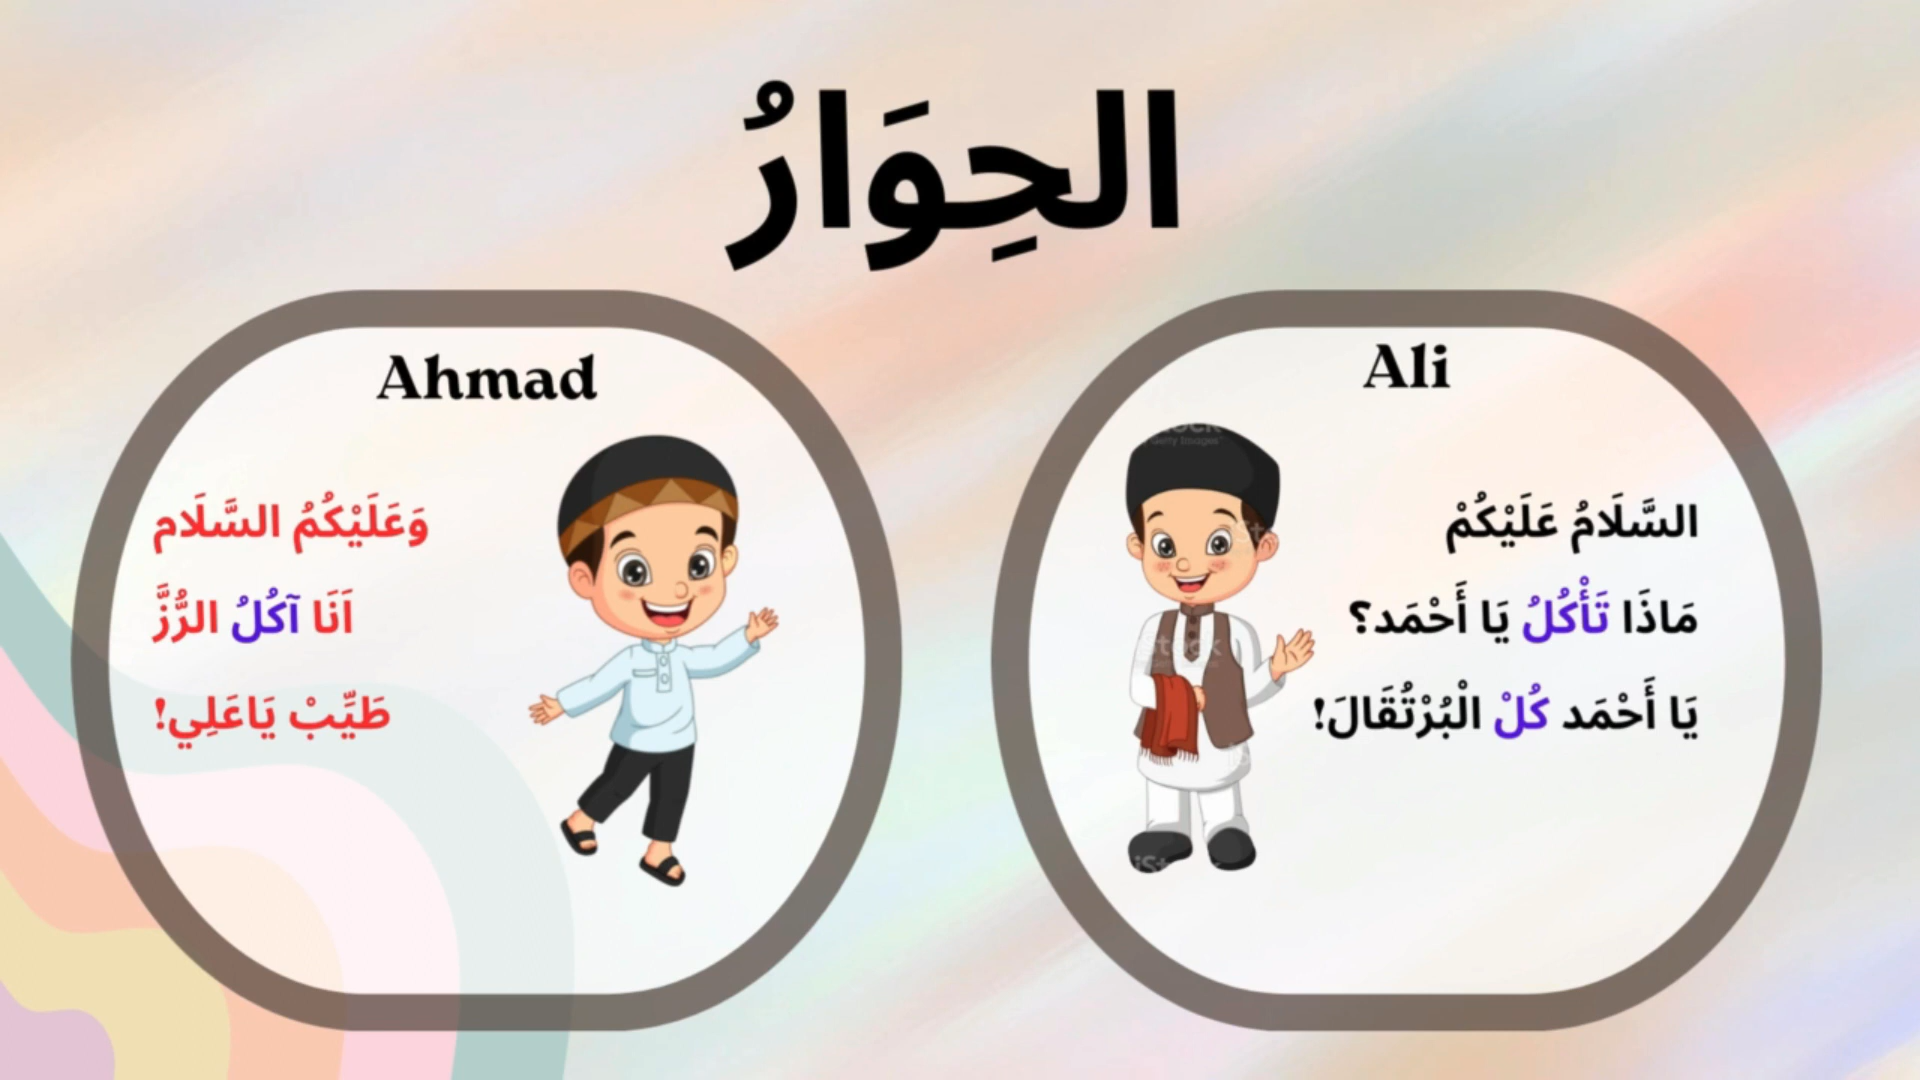 الحِوَارُ
Ali
السَّلَامُ عَلَيْكُمْ
مَاذَا تَأْكُلُ يَا أَحْمَد؟
يَا أَحْمَد كُلْ الْبُرْتُقَالَ!
Ahmad
وَعَلَيْكُمُ السَّلَام
اَنَا آكُلُ الرُّزَّ
طَيِّبْ يَاعَلِي!